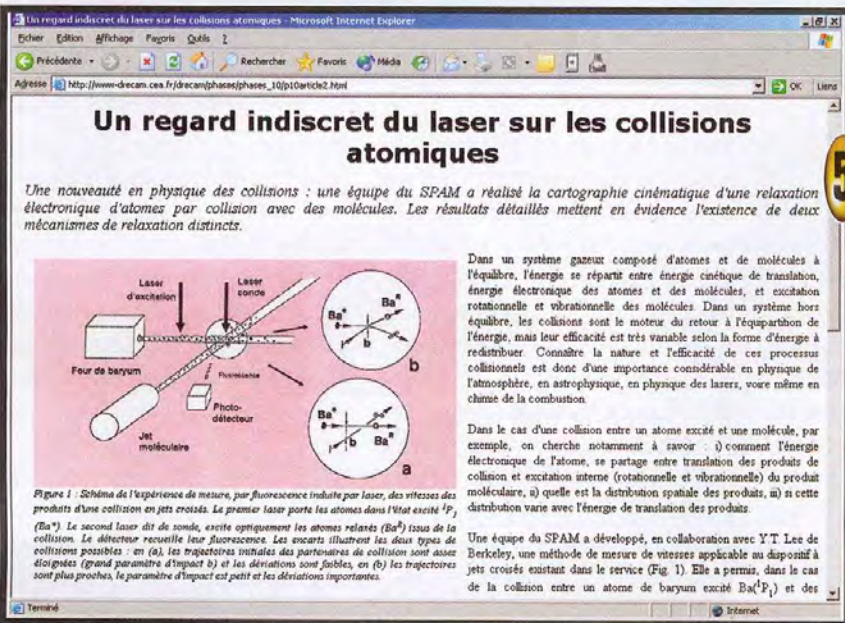 Un regard indiscret du laser sur les collisions atomiques - Microsoft Internet Explorer
Fichier Edition Affichage Favoris Outils ?
Précédente Rechercher Favoris Média
Adresse http://www-drecam.cea.fr/drecam/phases/phases_10/p10article2.html OK Liens
Un regard indiscret du laser sur les collisions
atomiques
Une nouveauté en physique des collisions : une équipe du SPAM a réalisé la cartographie cinématique d'une relaxation
électronique d'atomes par collision avec des molécules. Les résultats détaillés mettent en évidence l'existence de deux
mécanismes de relaxation distincts.
5
Laser
d'excitation
Laser
sonde
Four de baryum
Fluorescence
Photo-
détecteur
Jet
moléculaire
Ba*
Baᴿ
b
b
Ba*
Baᴿ
b
a
Figure 1 : Schéma de l'expérience de mesure, par fluorescence induite par laser, des vitesses des
produits d'une collision en jets croisés. Le premier laser porte les atomes dans l'état excité ¹P₁
(Ba*). Le second laser dit de sonde, excite optiquement les atomes relaxés (Baᴿ) issus de la
collision. Le détecteur recueille leur fluorescence. Les encarts illustrent les deux types de
collisions possibles : en (a), les trajectoires initiales des partenaires de collision sont assez
éloignées (grand paramètre d'impact b) et les déviations sont faibles, en (b) les trajectoires
sont plus proches, le paramètre d'impact est petit et les déviations importantes.
Dans un système gazeux composé d'atomes et de molécules à
l'équilibre, l'énergie se répartit entre énergie cinétique de translation,
énergie électronique des atomes et des molécules, et excitation
rotationnelle et vibrationnelle des molécules. Dans un système hors
équilibre, les collisions sont le moteur du retour à l'équipartition de
l'énergie, mais leur efficacité est très variable selon la forme d'énergie à
redistribuer. Connaître la nature et l'efficacité de ces processus
collisionnels est donc d'une importance considérable en physique de
l'atmosphère, en astrophysique, en physique des lasers, voire même en
chimie de la combustion.
Dans le cas d'une collision entre un atome excité et une molécule, par
exemple, on cherche notamment à savoir : i) comment l'énergie
électronique de l'atome, se partage entre translation des produits de
collision et excitation interne (rotationnelle et vibrationnelle) du produit
moléculaire, ii) quelle est la distribution spatiale des produits, iii) si cette
distribution varie avec l'énergie de translation des produits.
Une équipe du SPAM a développé, en collaboration avec Y.T. Lee de
Berkeley, une méthode de mesure de vitesses applicable au dispositif à
jets croisés existant dans le service (Fig. 1). Elle a permis, dans le cas
de la collision entre un atome de baryum excité Ba(¹P₁) et des
Terminé Internet